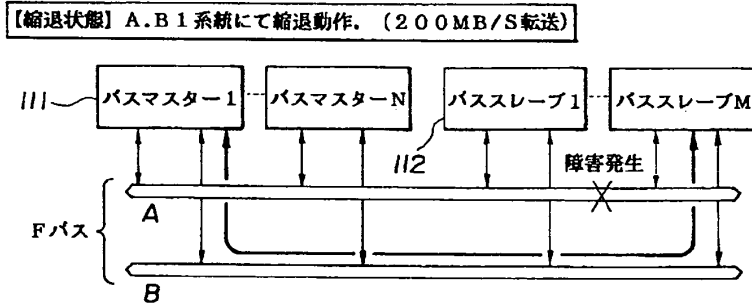 【縮退状態】A.B1系統にて縮退動作。(200MB/S転送)
111
バスマスター1
バスマスターN
バススレーブ1
バススレーブM
112
障害発生
Fバス
A
B